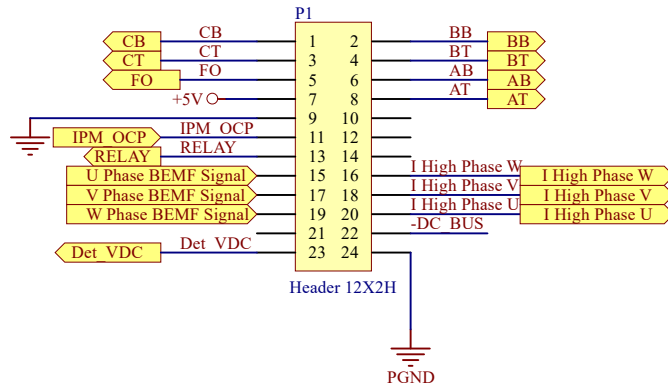 P1
CB CB 1 2 BB BB
CT CT 3 4 BT BT
FO FO 5 6 AB AB
+5V 7 8 AT AT
9 10
IPM_OCP IPM_OCP 11 12
RELAY RELAY 13 14
U Phase BEMF Signal 15 16 I High Phase W I High Phase W
V Phase BEMF Signal 17 18 I High Phase V I High Phase V
W Phase BEMF Signal 19 20 I High Phase U I High Phase U
21 22 -DC_BUS
Det_VDC Det_VDC 23 24
Header 12X2H
PGND